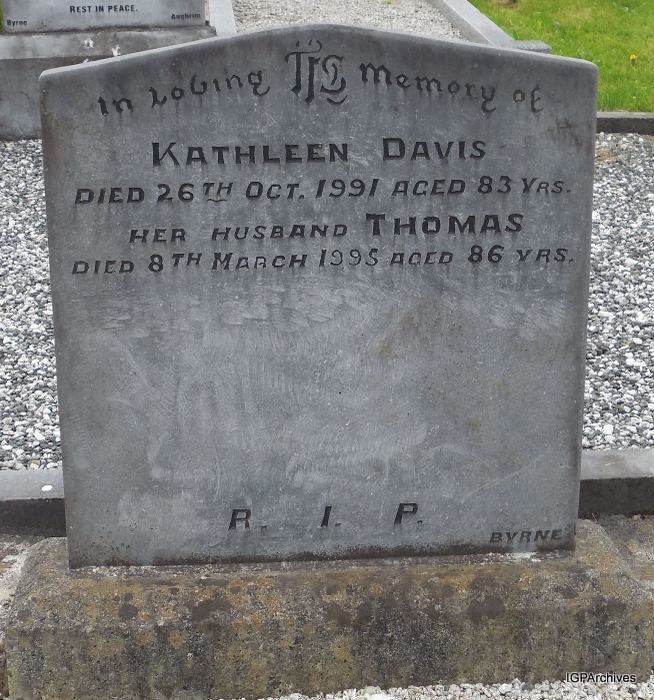 REST IN PEACE.
Byrne
Aughrim
In Loving IHS Memory of
KATHLEEN DAVIS
DIED 26TH OCT. 1991 AGED 83 YRS.
HER HUSBAND THOMAS
DIED 8TH MARCH 1995 AGED 86 YRS.
R. I. P.
BYRNE
IGPArchives